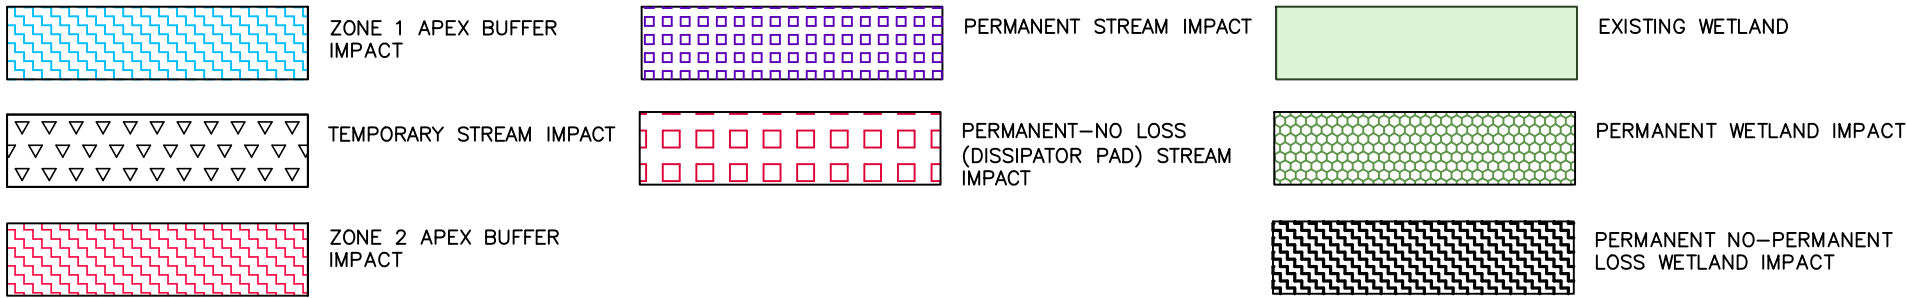 ZONE 1 APEX BUFFER
IMPACT
PERMANENT STREAM IMPACT
EXISTING WETLAND
TEMPORARY STREAM IMPACT
PERMANENT-NO LOSS
(DISSIPATOR PAD) STREAM
IMPACT
PERMANENT WETLAND IMPACT
ZONE 2 APEX BUFFER
IMPACT
PERMANENT NO-PERMANENT
LOSS WETLAND IMPACT